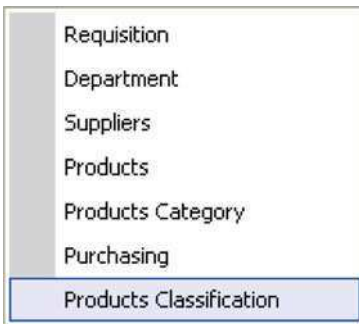 Requisition
Department
Suppliers
Products
Products Category
Purchasing
Products Classification